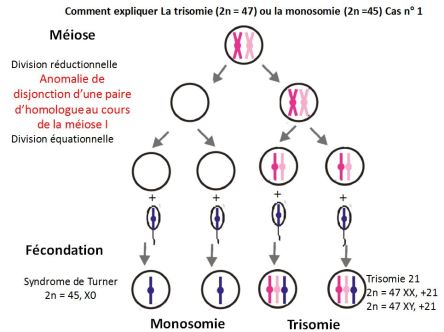 Comment expliquer La trisomie (2n = 47) ou la monosomie (2n =45) Cas n° 1
Méiose
Division réductionnelle
Anomalie de
disjonction d'une paire
d'homologue au cours
de la méiose I
Division équationnelle
+ + + +
Fécondation
Syndrome de Turner
2n = 45, X0
Trisomie 21
2n = 47 XX, +21
2n = 47 XY, +21
Monosomie Trisomie